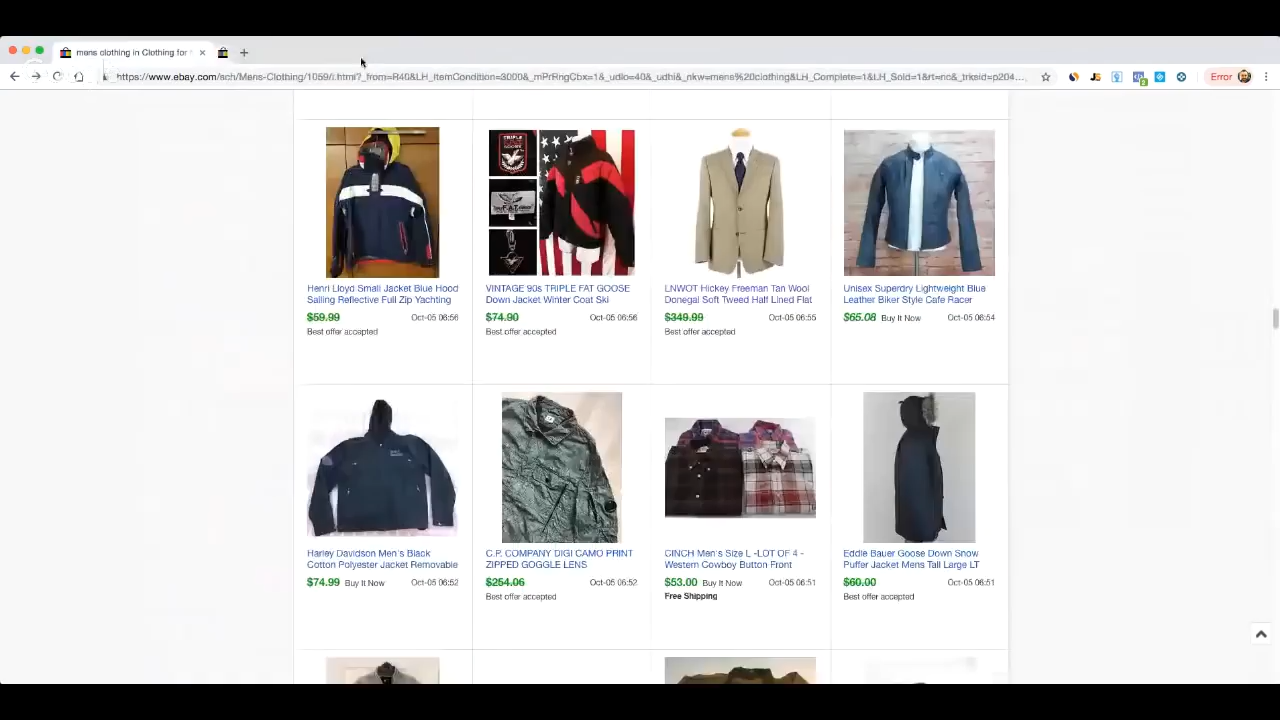 mens clothing in Clothing for
https://www.ebay.com/sch/Mens-Clothing/1059/i.html?_from=R40&LH_ItemCondition=3000&_mPrRngCbx=1&_udlo=40&_udhi&_nkw=mens%20clothing&LH_Complete=1&LH_Sold=1&rt=nc&_trksid=p204...
Error
Henri Lloyd Small Jacket Blue Hood
Sailing Reflective Full Zip Yachting
$59.99 Oct-05 06:56
Best offer accepted
VINTAGE 90s TRIPLE FAT GOOSE
Down Jacket Winter Coat Ski
$74.90 Oct-05 06:56
Best offer accepted
LNWOT Hickey Freeman Tan Wool
Donegal Soft Tweed Half Lined Flat
$349.99 Oct-05 06:55
Best offer accepted
Unisex Superdry Lightweight Blue
Leather Biker Style Cafe Racer
$65.08 Buy It Now Oct-05 06:54
Harley Davidson Men's Black
Cotton Polyester Jacket Removable
$74.99 Buy It Now Oct-05 06:52
C.P. COMPANY DIGI CAMO PRINT
ZIPPED GOGGLE LENS
$254.06 Oct-05 06:52
Best offer accepted
CINCH Men's Size L -LOT OF 4 -
Western Cowboy Button Front
$53.00 Buy It Now Oct-05 06:51
Free Shipping
Eddie Bauer Goose Down Snow
Puffer Jacket Mens Tall Large LT
$60.00 Oct-05 06:51
Best offer accepted